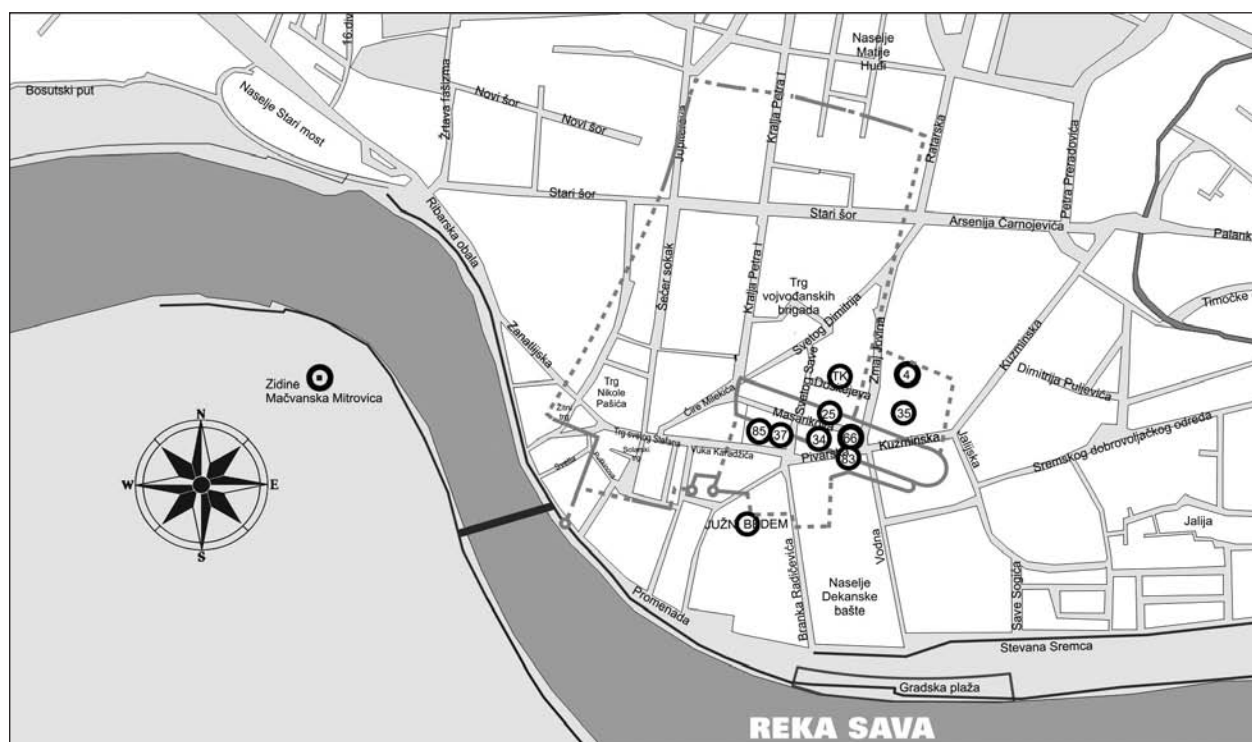 Bosutski put
Naselje Stari most
16.div
Žrtava fašizma
Novi šor
Novi šor
Jupiterova
Kralja Petra I
Naselje
Matije
Huđi
Ratarska
Petra Preradovića
Stari šor
Stari šor
Arsenija Čarnojevića
Patank
Timočke
Ribarska obala
Šećer sokak
Kralja Petra I
Trg
vojvođanskih
brigada
Svetog Dimitrija
Zmaj Jovina
Kuzminska
Dimitrija Puljevića
Zanatlijska
Trg
Nikole
Pašića
Ćire Milekića
Svetog Save
TK
Dositejeva
4
Zidine
Mačvanska Mitrovica
Žitni
trg
Masarikova
25
35
85
37
34
66
Kuzminska
Trg svetog Stefana
Vuka Karadžića
Pivarska
83
Jalijska
Sremskog dobrovoljačkog odreda
N
W
E
S
JUŽNI BEDEM
Jalija
Vodna
Branka Radičevića
Naselje
Dekanske
bašte
Save Sogića
Promenada
Stevana Sremca
Gradska plaža
REKA SAVA